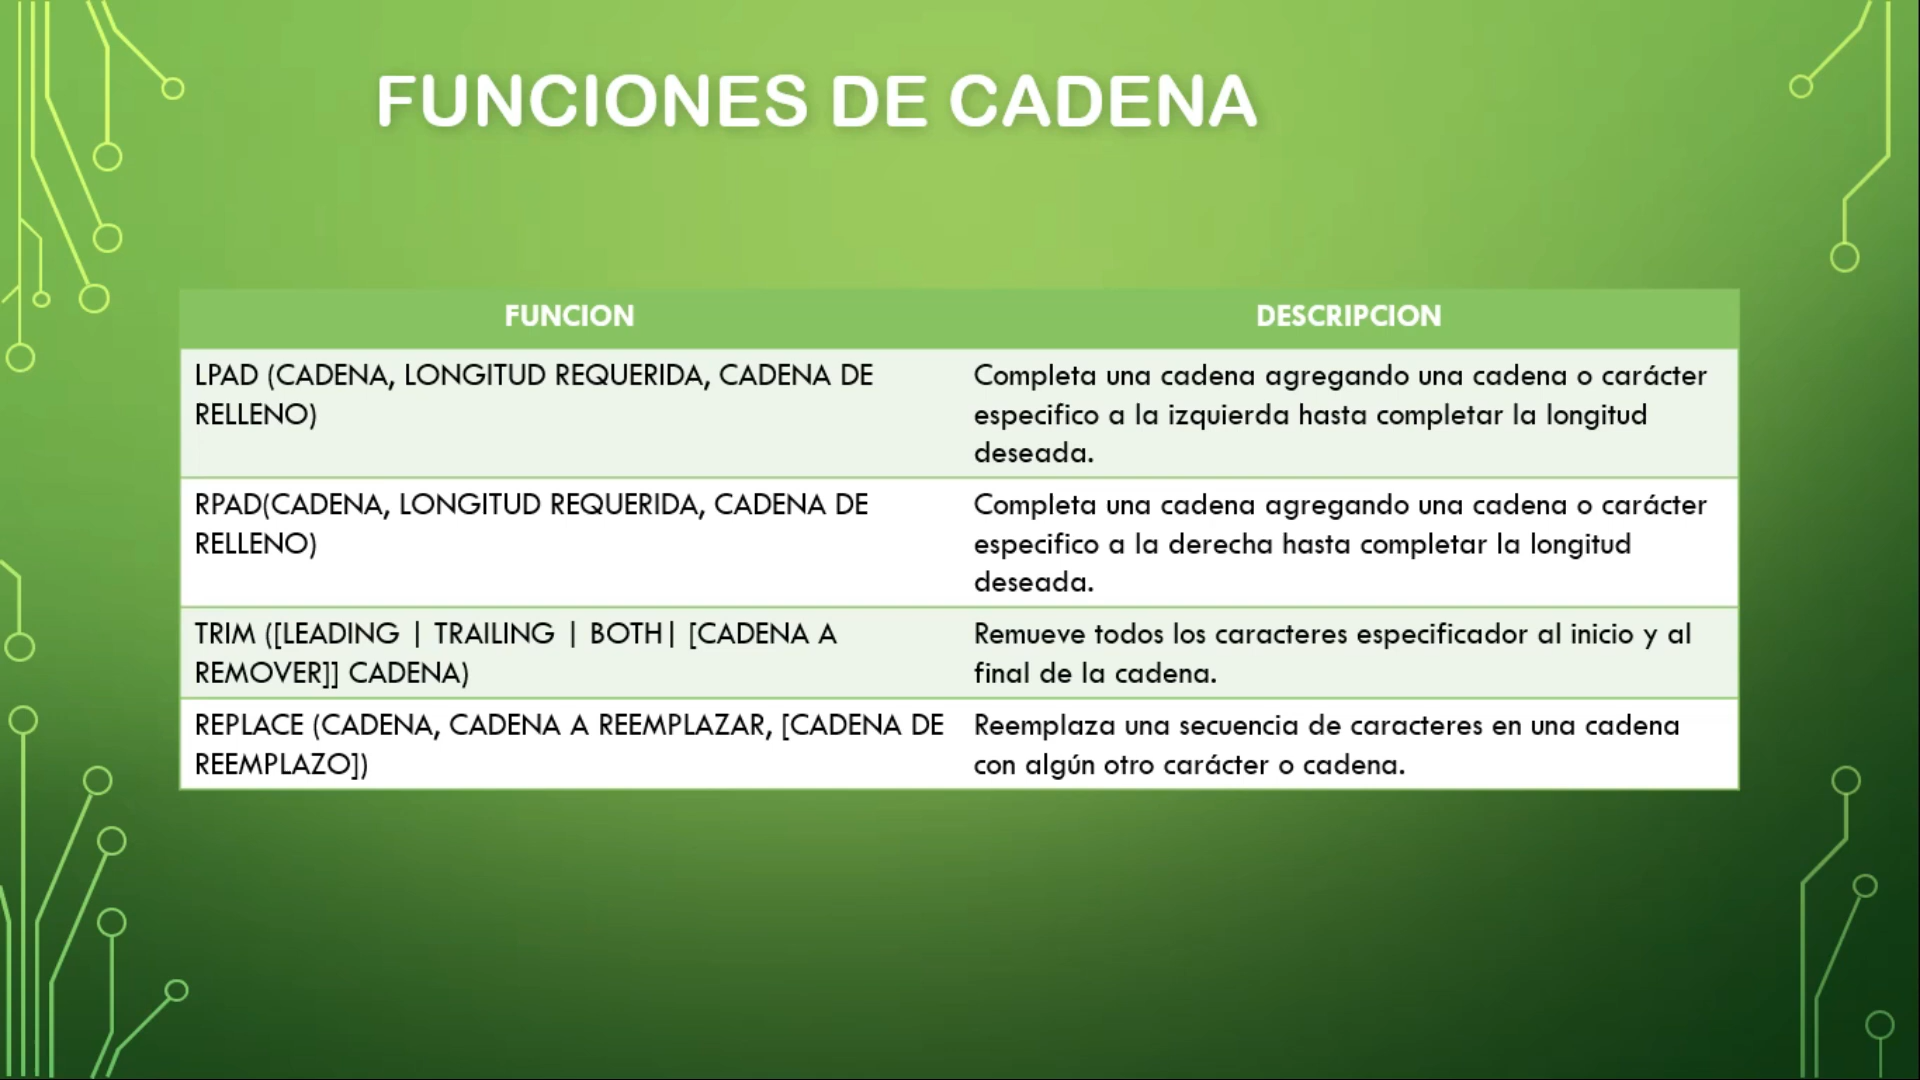 FUNCIONES DE CADENA
FUNCION
DESCRIPCION
LPAD (CADENA, LONGITUD REQUERIDA, CADENA DE
RELLENO)
Completa una cadena agregando una cadena o carácter
especifico a la izquierda hasta completar la longitud
deseada.
RPAD(CADENA, LONGITUD REQUERIDA, CADENA DE
RELLENO)
Completa una cadena agregando una cadena o carácter
especifico a la derecha hasta completar la longitud
deseada.
TRIM ([LEADING | TRAILING | BOTH| [CADENA A
REMOVER]] CADENA)
Remueve todos los caracteres especificador al inicio y al
final de la cadena.
REPLACE (CADENA, CADENA A REEMPLAZAR, [CADENA DE
REEMPLAZO])
Reemplaza una secuencia de caracteres en una cadena
con algún otro carácter o cadena.